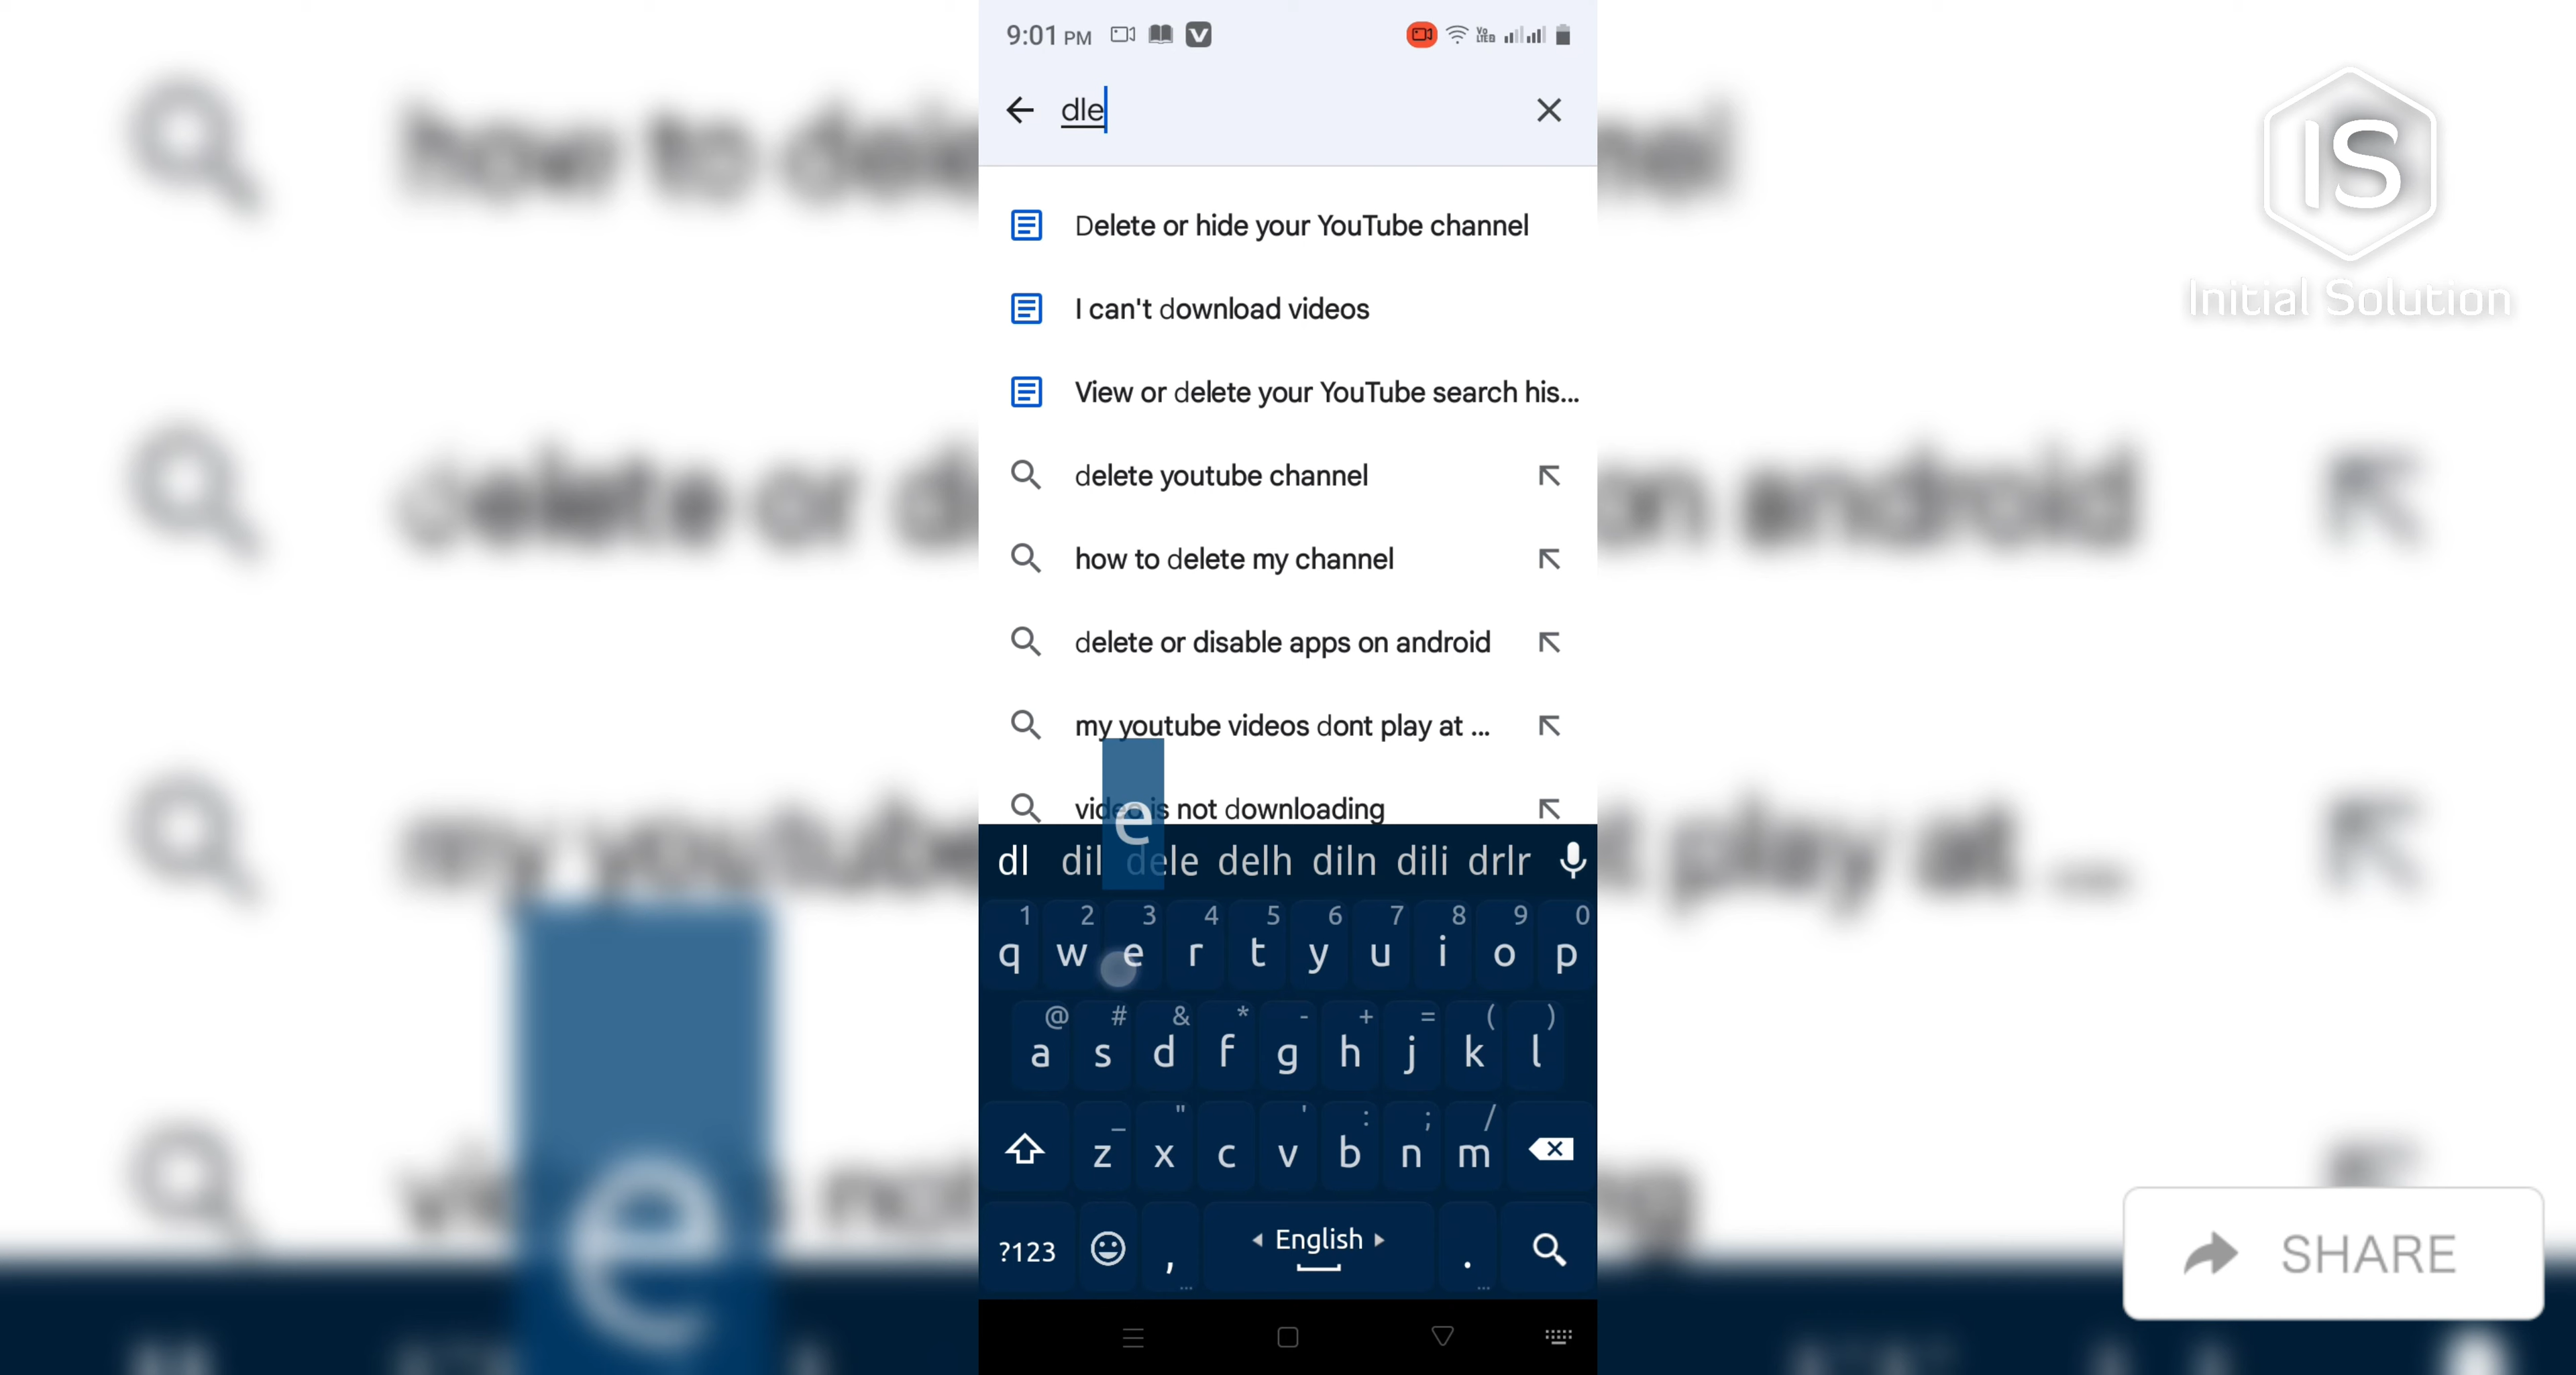 9:01 PM
dle
Delete or hide your YouTube channel
I can't download videos
View or delete your YouTube search his...
delete youtube channel
how to delete my channel
delete or disable apps on android
my youtube videos dont play at ...
video is not downloading
e
dl dil dele delh diln dili drlr
1 2 3 4 5 6 7 8 9 0
q w e r t y u i o p
@ # & * - + = ( )
a s d f g h j k l
_ " ' : ; /
z x c v b n m
?123 , English .
IS
Initial Solution
SHARE